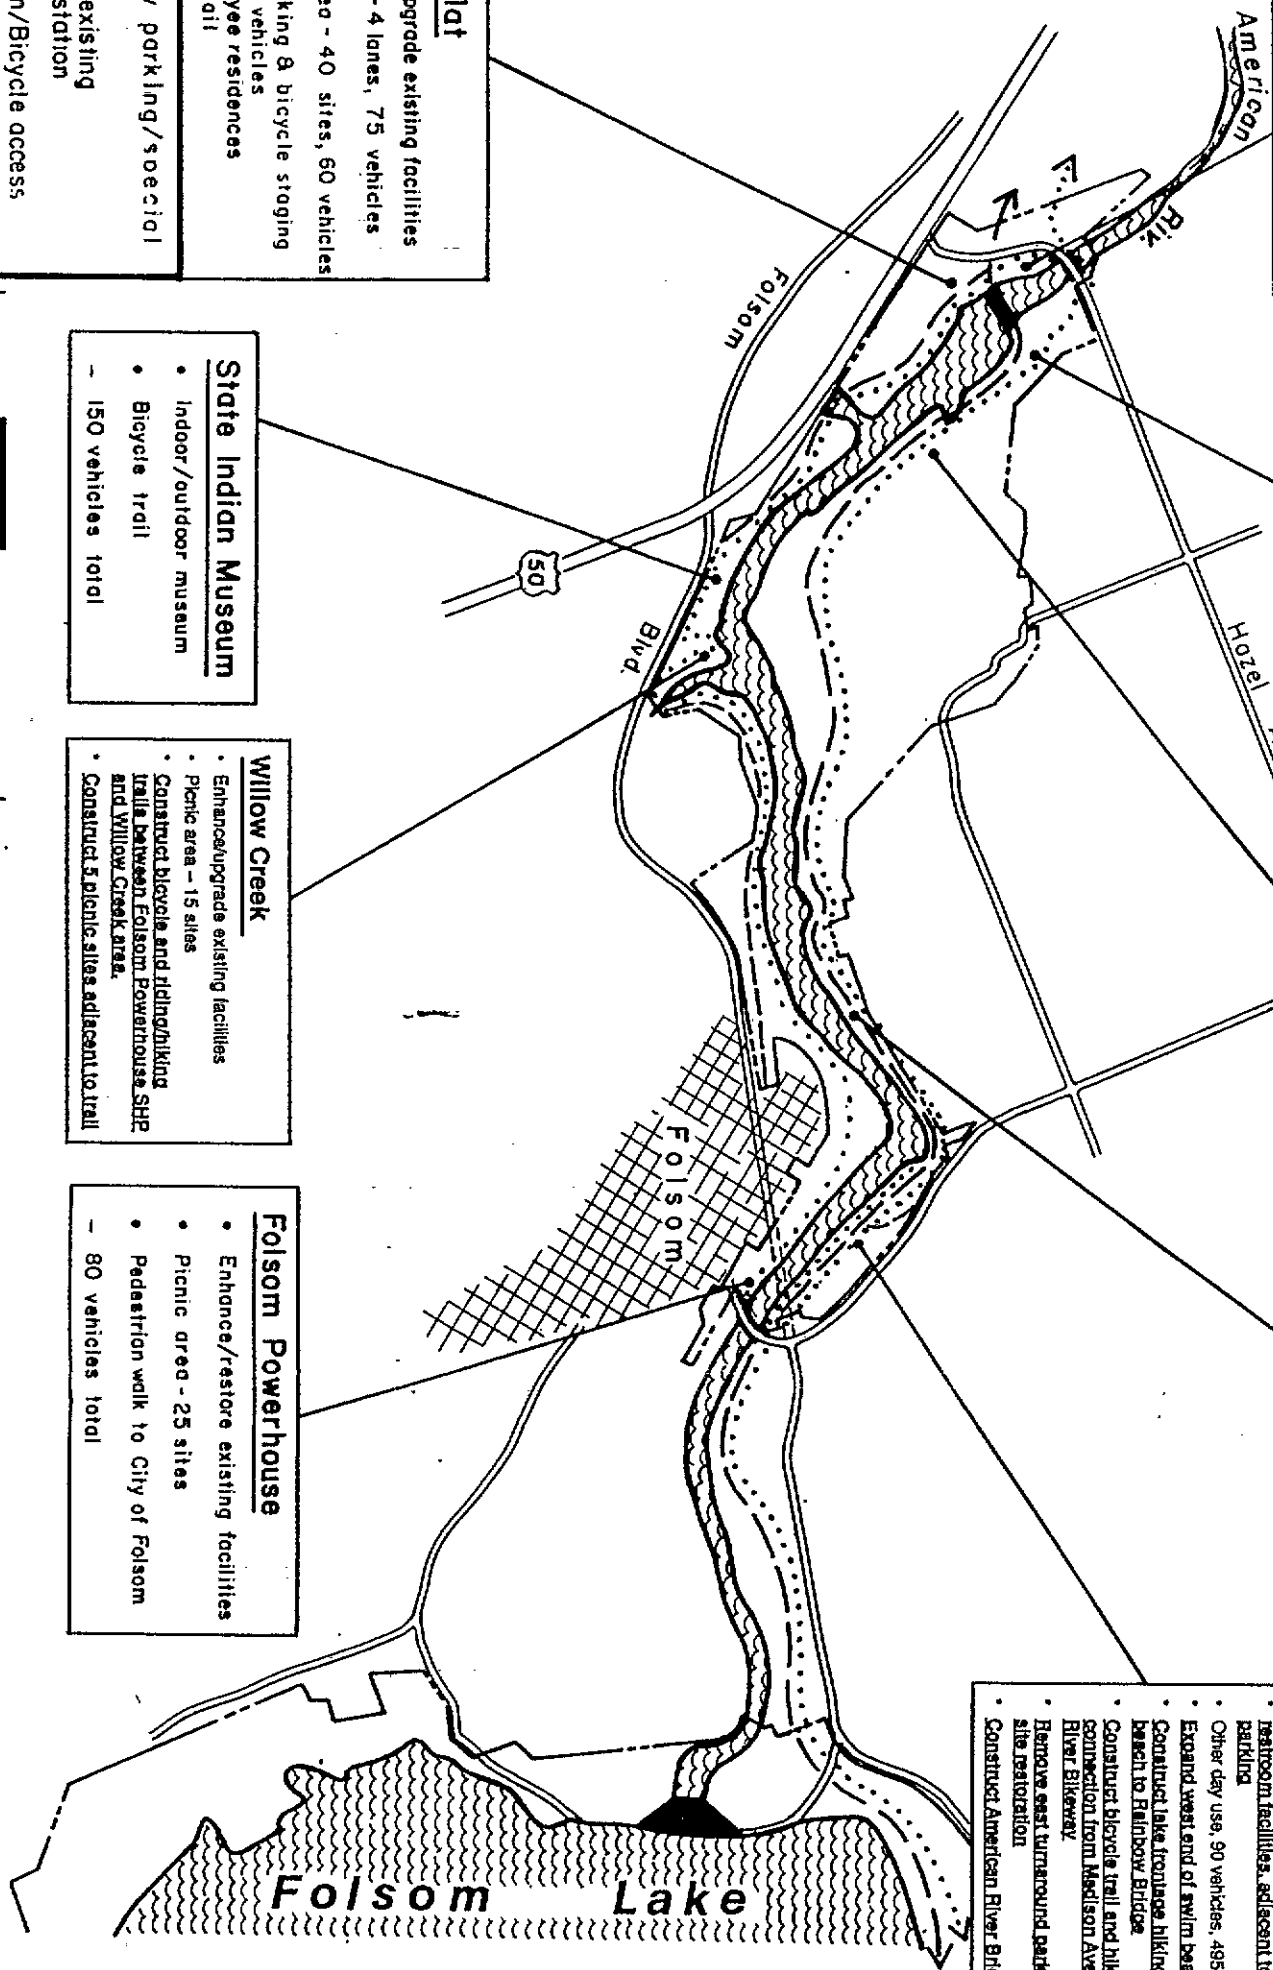 American
Riv.
Hazel
Folsom
Blvd.
50
Folsom
Folsom Lake
lat
pgrade existing facilities
- 4 lanes, 75 vehicles
ea - 40 sites, 60 vehicles
king & bicycle staging
vehicles
yee residences
ail
parking/special
existing
station
n/Bicycle access
State Indian Museum
• Indoor/outdoor museum
• Bicycle trail
- 150 vehicles total
Willow Creek
• Enhance/upgrade existing facilities
• Picnic area - 15 sites
• Construct bicycle and riding/hiking
trails between Folsom Powerhouse SHP
and Willow Creek area.
• Construct 5 picnic sites adjacent to trail
Folsom Powerhouse
• Enhance/restore existing facilities
• Picnic area - 25 sites
• Pedestrian walk to City of Folsom
- 80 vehicles total
• restroom facilities, adjacent to
parking
• Other day use, 90 vehicles, 495
• Expand west end of swim bea
• Construct lake frontage hiking
beach to Rainbow Bridge
• Construct bicycle trail and hik
connection from Madison Ave
River Bikeway
• Remove east turnaround park
site restoration
• Construct American River Bri